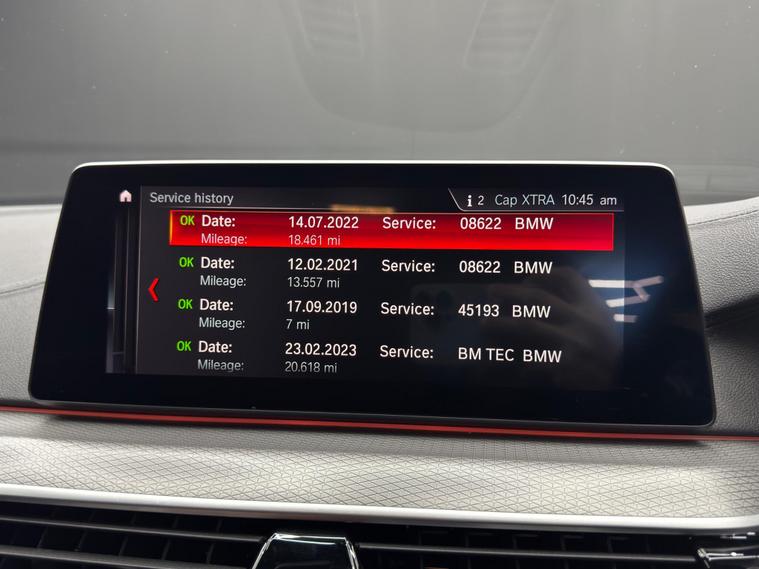 Service history
i 2 Cap XTRA 10:45 am
OK Date: 14.07.2022 Service: 08622 BMW
Mileage: 18.461 mi
OK Date: 12.02.2021 Service: 08622 BMW
Mileage: 13.557 mi
OK Date: 17.09.2019 Service: 45193 BMW
Mileage: 7 mi
OK Date: 23.02.2023 Service: BM TEC BMW
Mileage: 20.618 mi